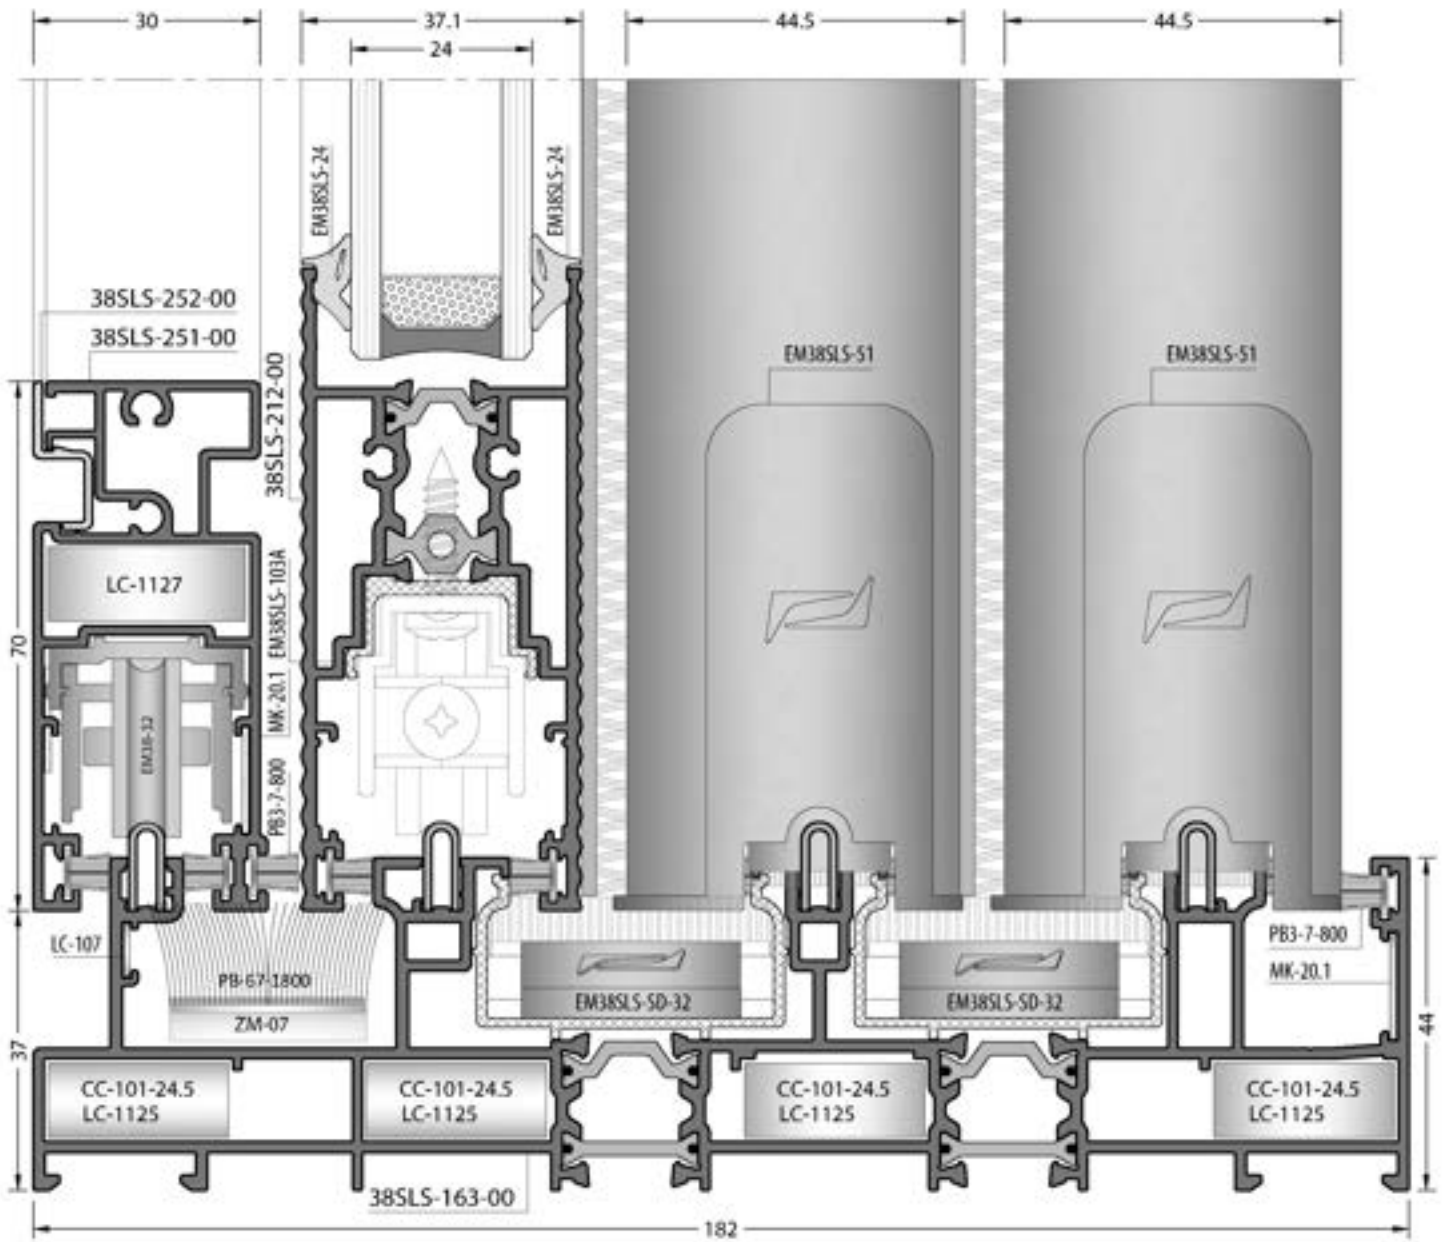 30
37.1
44.5
44.5
24
EM38SLS-24
EM38SLS-24
38SLS-252-00
38SLS-251-00
EM38SLS-51
EM38SLS-51
38SLS-212-00
LC-1127
EM38SLS-103A
70
MK-20.1
EM38-32
PB3-7-800
LC-107
PB-67-1800
ZM-07
EM38SLS-SD-32
EM38SLS-SD-32
PB3-7-800
MK-20.1
37
44
CC-101-24.5
LC-1125
CC-101-24.5
LC-1125
CC-101-24.5
LC-1125
CC-101-24.5
LC-1125
38SLS-163-00
182